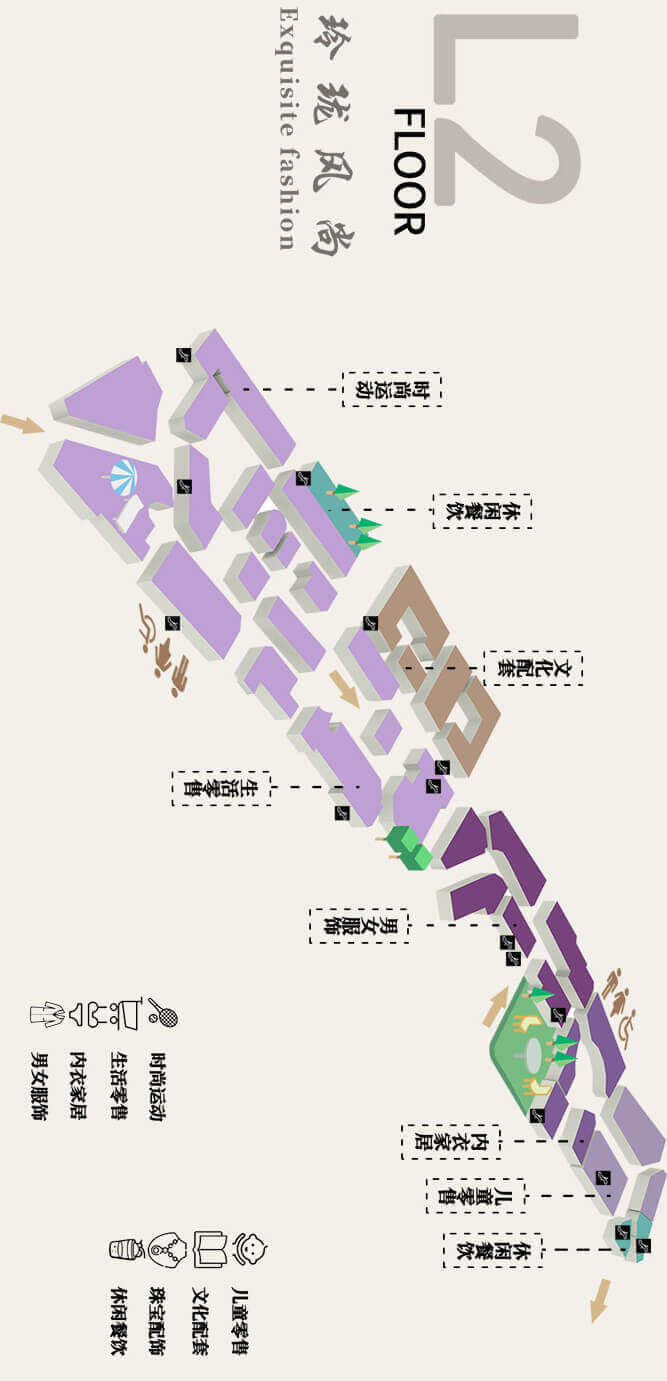 L2
FLOOR
玲珑风尚
Exquisite fashion
时尚运动
休闲餐饮
文化配套
生活零售
男女服饰
内衣家居
儿童零售
休闲餐饮
时尚运动
生活零售
内衣家居
男女服饰
儿童零售
文化配套
珠宝配饰
休闲餐饮